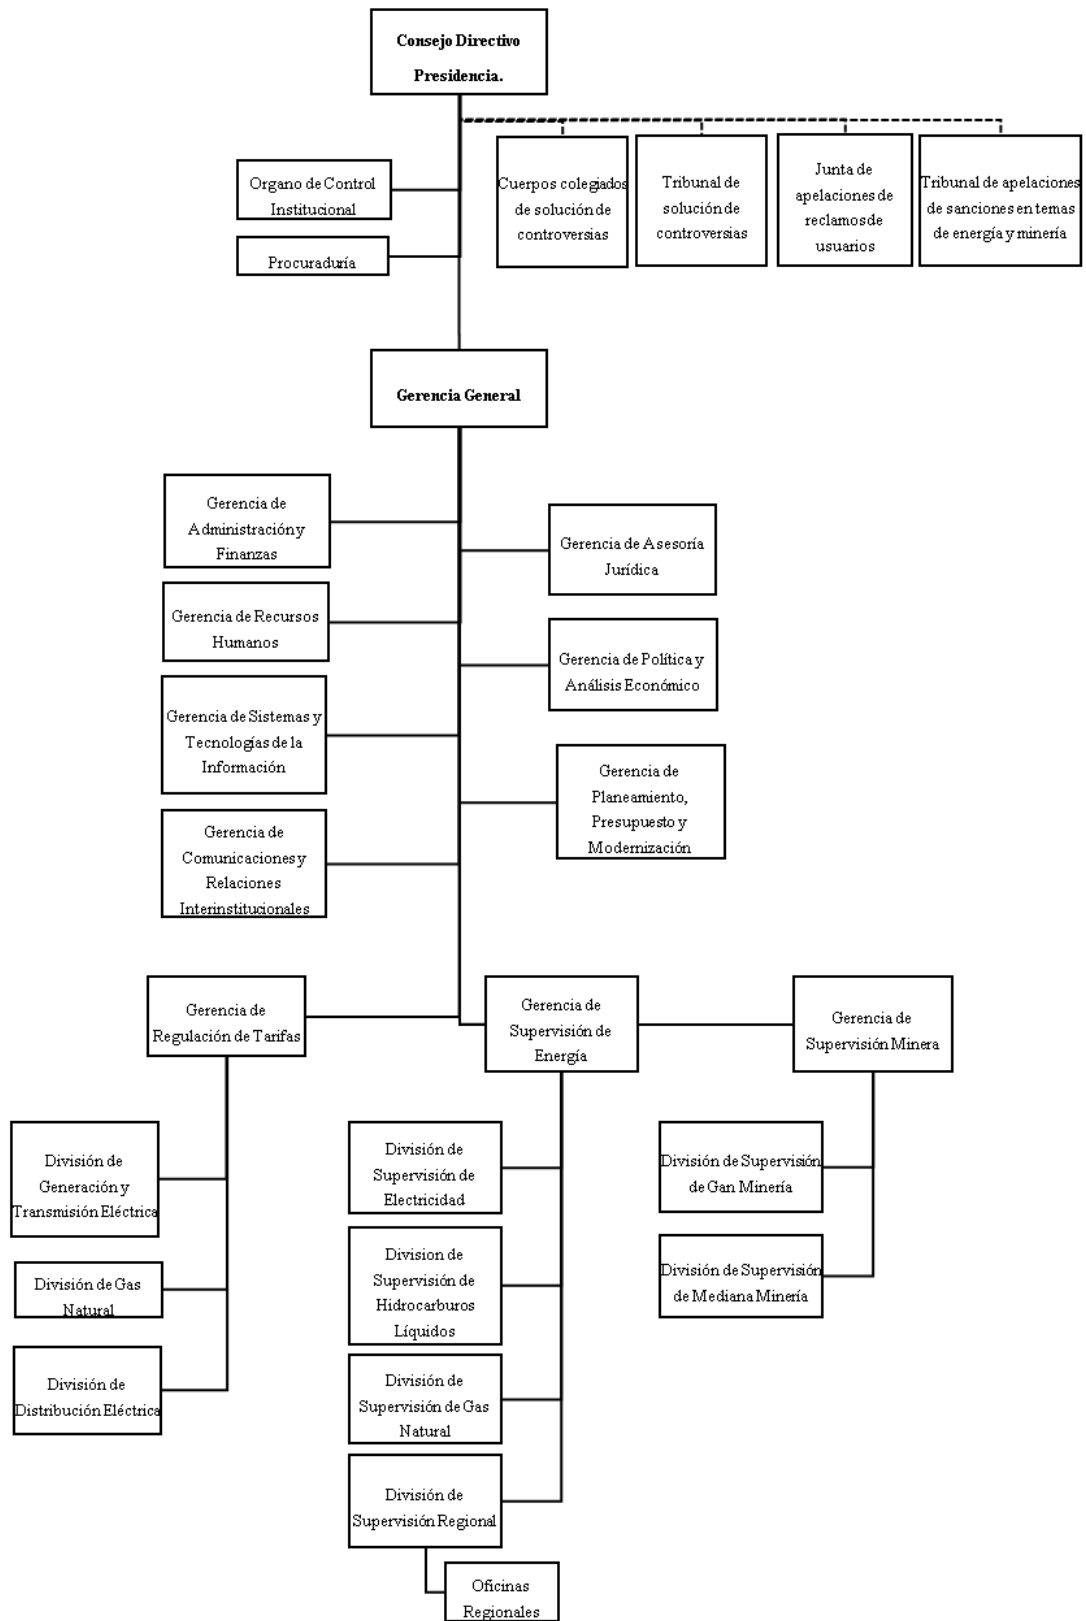 Consejo Directivo
Presidencia.
Organo de Control
Institucional
Procuraduría
Cuerpos colegiados
de solución de
controversias
Tribunal de
solución de
controversias
Junta de
apelaciones de
reclamos de
usuarios
Tribunal de apelaciones
de sanciones en temas
de energía y minería
Gerencia General
Gerencia de
Administración y
Finanzas
Gerencia de Asesoría
Jurídica
Gerencia de Recursos
Humanos
Gerencia de Política y
Análisis Económico
Gerencia de Sistemas y
Tecnologías de la
Información
Gerencia de
Planeamiento,
Presupuesto y
Modernización
Gerencia de
Comunicaciones y
Relaciones
Interinstitucionales
Gerencia de
Regulación de Tarifas
Gerencia de
Supervisión de
Energía
Gerencia de
Supervisión Minera
División de
Generación y
Transmisión Eléctrica
División de Gas
Natural
División de
Distribución Eléctrica
División de
Supervisión de
Electricidad
Division de
Supervisión de
Hidrocarburos
Líquidos
División de
Supervisión de Gas
Natural
División de
Supervisión Regional
Oficinas
Regionales
División de Supervisión
de Gan Minería
División de Supervisión
de Mediana Minería